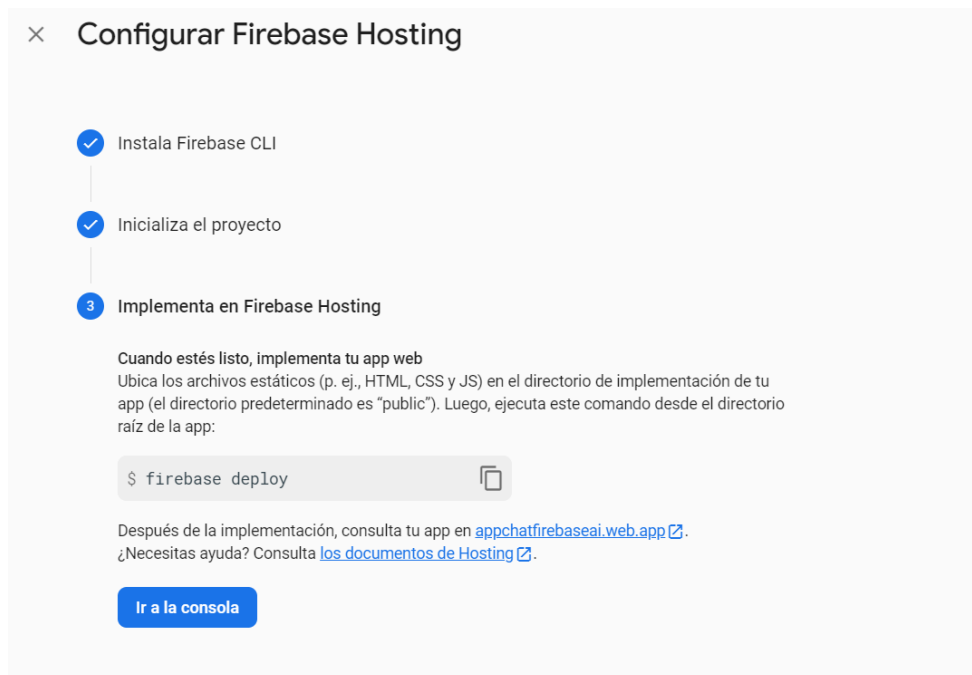 Configurar Firebase Hosting
Instala Firebase CLI
Inicializa el proyecto
3 Implementa en Firebase Hosting
Cuando estés listo, implementa tu app web
Ubica los archivos estáticos (p. ej., HTML, CSS y JS) en el directorio de implementación de tu
app (el directorio predeterminado es “public”). Luego, ejecuta este comando desde el directorio
raíz de la app:
$ firebase deploy
Después de la implementación, consulta tu app en appchatfirebaseai.web.app.
¿Necesitas ayuda? Consulta los documentos de Hosting.
Ir a la consola